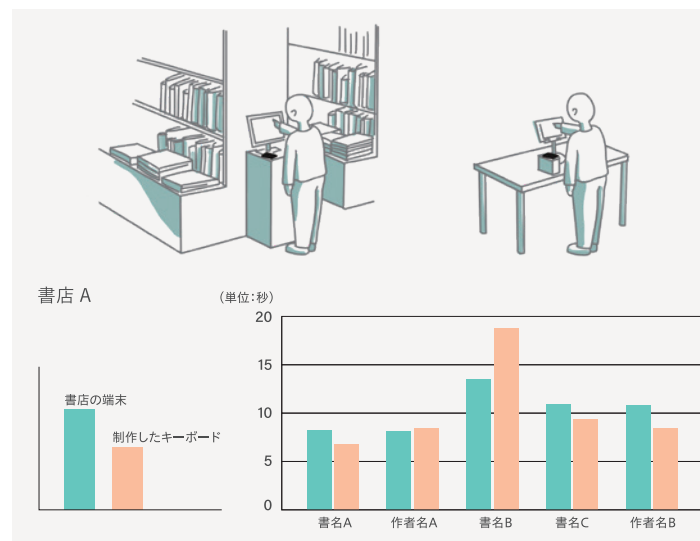 書店 A
(単位:秒)
書店の端末
制作したキーボード
20
15
10
5
0
書名A
作者名A
書名B
書名C
作者名B